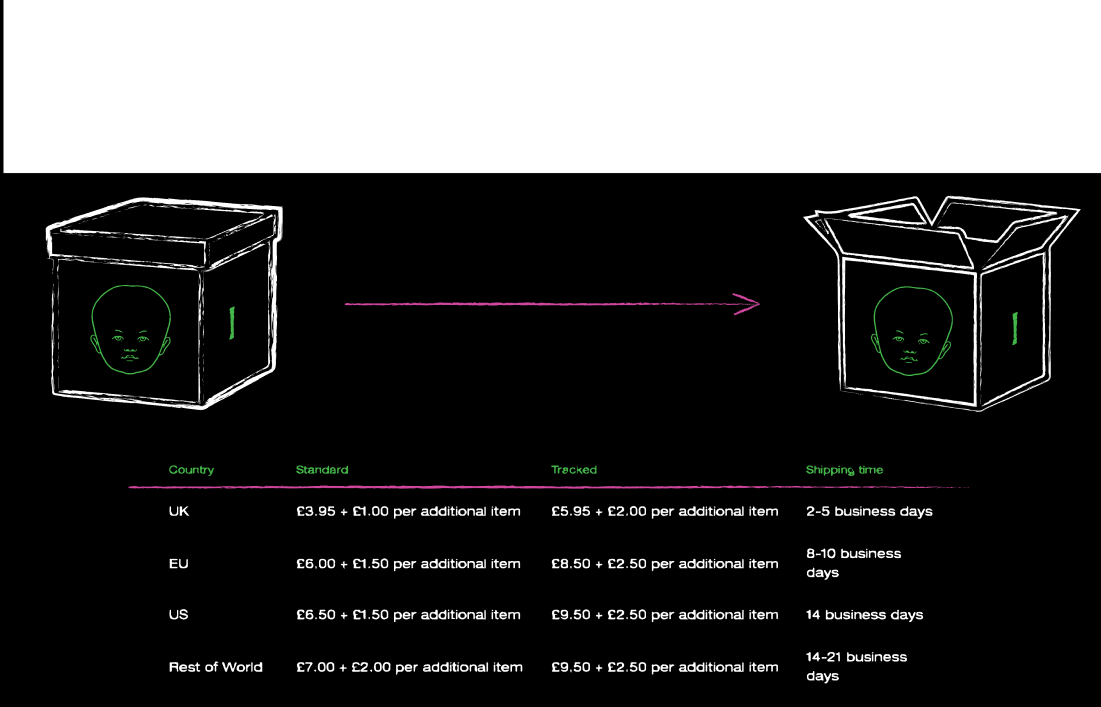 Country Standard Tracked Shipping time
UK £3.95 + £1.00 per additional item £5.95 + £2.00 per additional item 2-5 business days
EU £6.00 + £1.50 per additional item £8.50 + £2.50 per additional item 8-10 business
days
US £6.50 + £1.50 per additional item £9.50 + £2.50 per additional item 14 business days
Rest of World £7.00 + £2.00 per additional item £9.50 + £2.50 per additional item 14-21 business
days